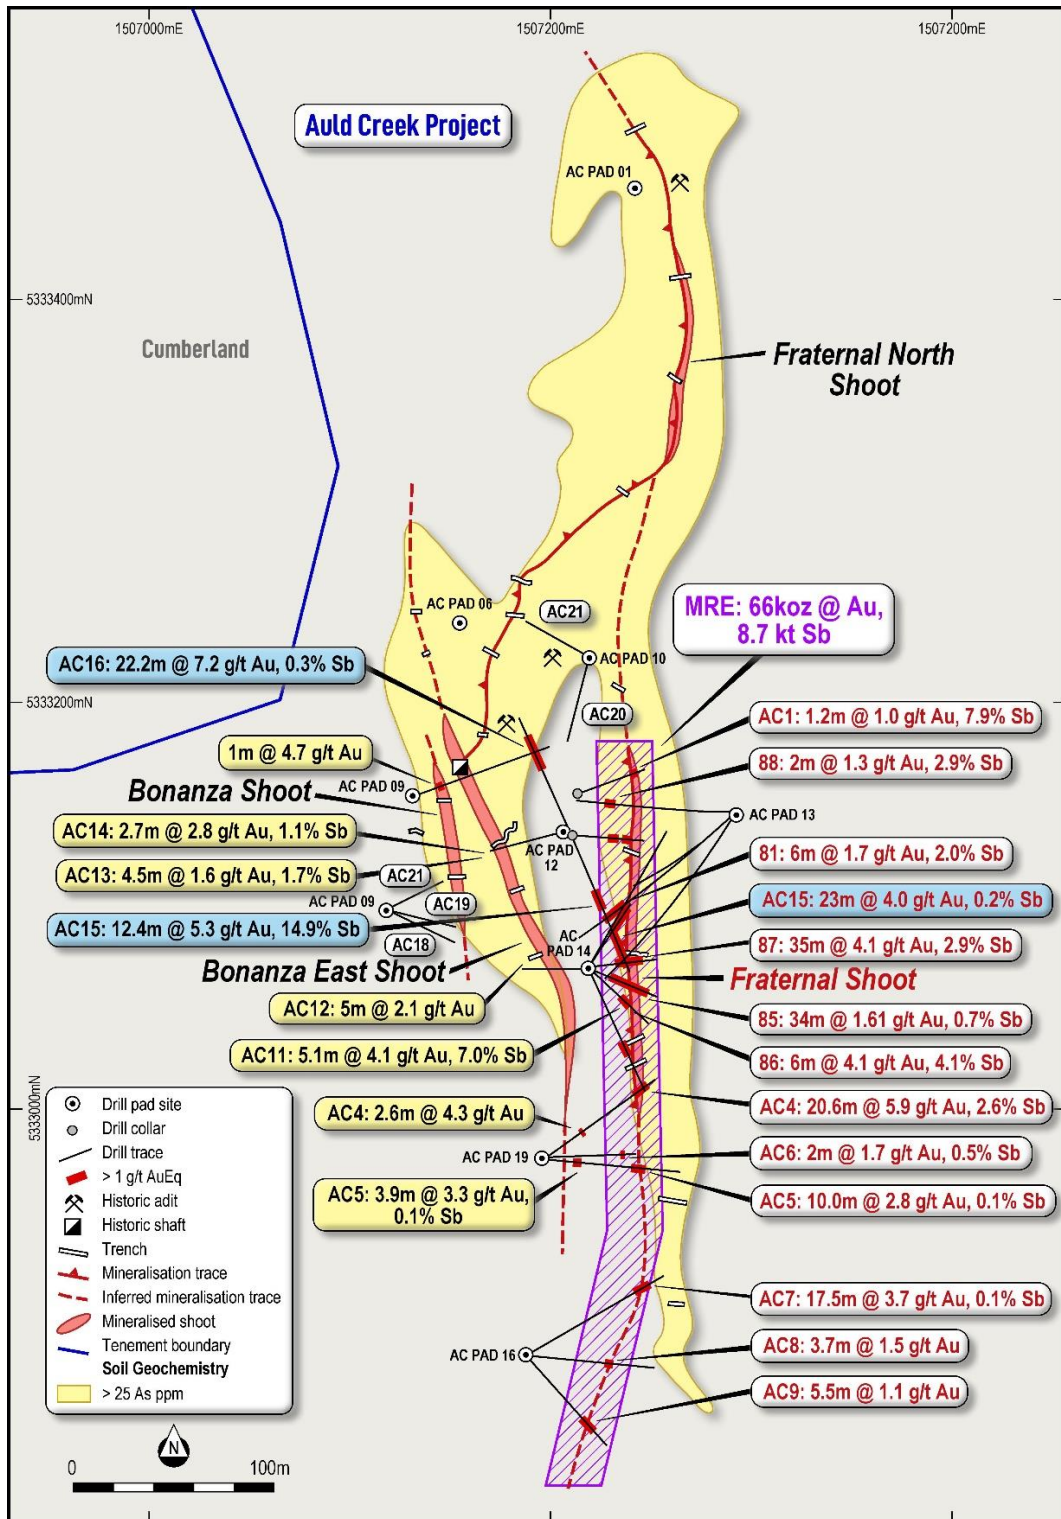 1507000mE
1507200mE
1507200mE
Auld Creek Project
AC PAD 01
5333400mN
Cumberland
Fraternal North
Shoot
AC PAD 06
AC21
MRE: 66koz @ Au,
8.7 kt Sb
AC16: 22.2m @ 7.2 g/t Au, 0.3% Sb
AC PAD 10
5333200mN
AC20
AC1: 1.2m @ 1.0 g/t Au, 7.9% Sb
1m @ 4.7 g/t Au
88: 2m @ 1.3 g/t Au, 2.9% Sb
Bonanza Shoot
AC PAD 09
AC PAD 13
AC14: 2.7m @ 2.8 g/t Au, 1.1% Sb
AC PAD
12
81: 6m @ 1.7 g/t Au, 2.0% Sb
AC13: 4.5m @ 1.6 g/t Au, 1.7% Sb
AC21
AC PAD 09
AC19
AC15: 23m @ 4.0 g/t Au, 0.2% Sb
AC15: 12.4m @ 5.3 g/t Au, 14.9% Sb
AC18
AC
PAD 14
87: 35m @ 4.1 g/t Au, 2.9% Sb
Bonanza East Shoot
Fraternal Shoot
AC12: 5m @ 2.1 g/t Au
85: 34m @ 1.61 g/t Au, 0.7% Sb
AC11: 5.1m @ 4.1 g/t Au, 7.0% Sb
86: 6m @ 4.1 g/t Au, 4.1% Sb
5333000mN
AC4: 2.6m @ 4.3 g/t Au
AC4: 20.6m @ 5.9 g/t Au, 2.6% Sb
AC PAD 19
AC6: 2m @ 1.7 g/t Au, 0.5% Sb
AC5: 3.9m @ 3.3 g/t Au,
0.1% Sb
AC5: 10.0m @ 2.8 g/t Au, 0.1% Sb
AC7: 17.5m @ 3.7 g/t Au, 0.1% Sb
AC PAD 16
AC8: 3.7m @ 1.5 g/t Au
AC9: 5.5m @ 1.1 g/t Au
Drill pad site
Drill collar
Drill trace
> 1 g/t AuEq
Historic adit
Historic shaft
Trench
Mineralisation trace
Inferred mineralisation trace
Mineralised shoot
Tenement boundary
Soil Geochemistry
> 25 As ppm
N
0
100m